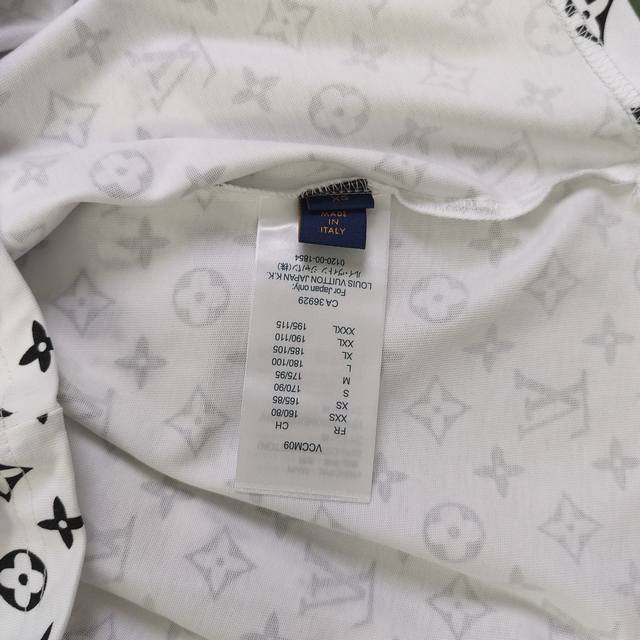 XS
MADE
IN
ITALY
VCCM09
FR CH
XXS 160/80
XS 165/85
S 170/90
M 175/95
L 180/100
XL 185/105
XXL 190/110
XXXL 195/115
CA 36929
For Japan only:
LOUIS VUITTON JAPAN K.K.
ルイ・ヴィトン ジャパン(株)
0120-00-1854